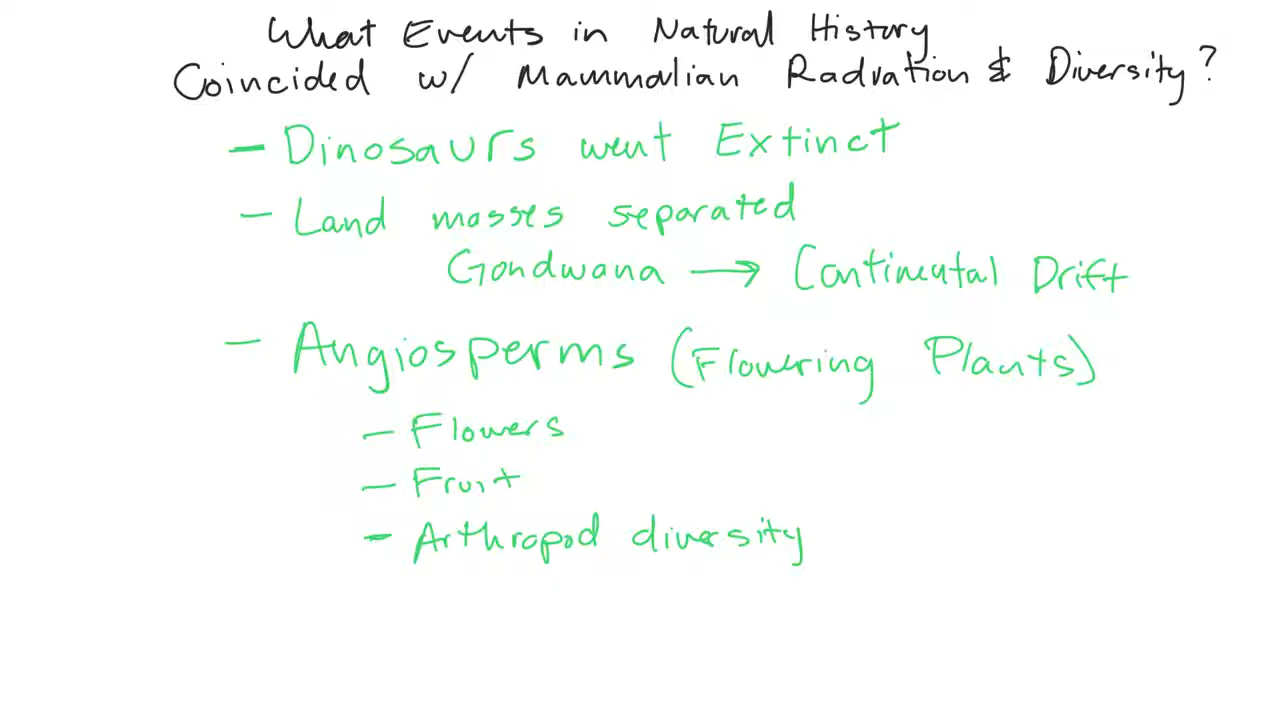 What Events in Natural History
Coincided w/ Mammalian Radiation & Diversity?
- Dinosaurs went Extinct
- Land masses separated
Gondwana → Continental Drift
- Angiosperms (Flowering Plants)
- Flowers
- Fruit
- Arthropod diversity